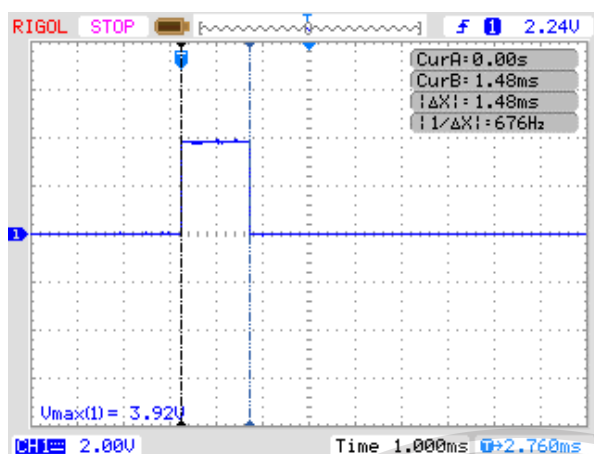 RIGOL STOP T f 1 2.24V
T
CurA=0.00s
CurB=1.48ms
|ΔX|=1.48ms
|1/ΔX|=676Hz
1
Vmax(1)= 3.92V
CH1 2.00V Time 1.000ms T→2.760ms